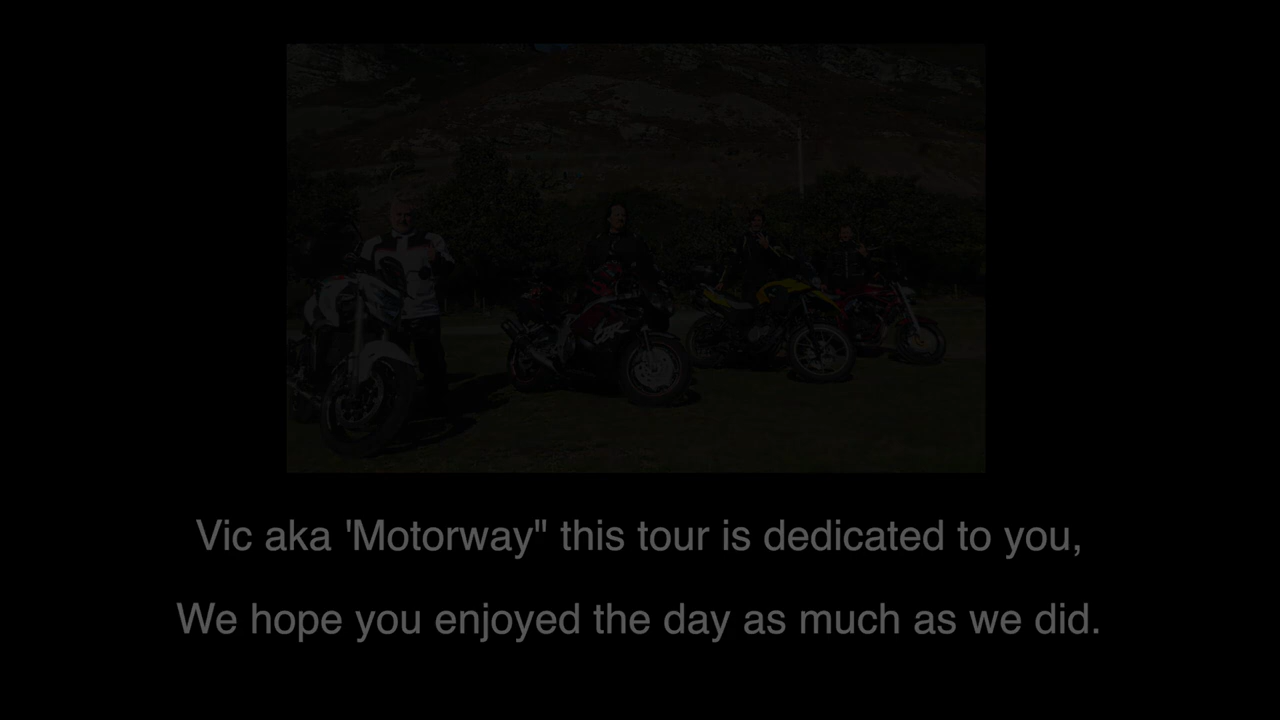 Vic aka 'Motorway" this tour is dedicated to you,
We hope you enjoyed the day as much as we did.